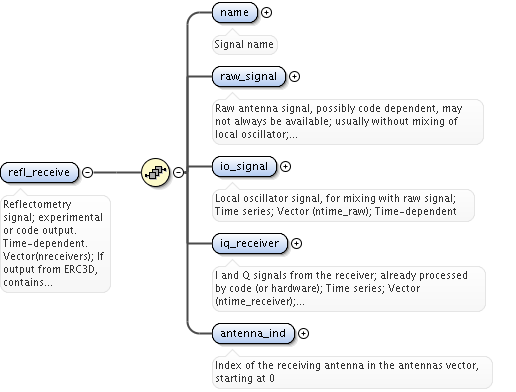 name
Signal name
raw_signal
Raw antenna signal, possibly code dependent, may
not always be available; usually without mixing of
local oscillator;...
refl_receive
Reflectometry
signal; experimental
or code output.
Time-dependent.
Vector(nreceivers); If
output from ERC3D,
contains...
io_signal
Local oscillator signal, for mixing with raw signal;
Time series; Vector (ntime_raw); Time-dependent
iq_receiver
I and Q signals from the receiver; already processed
by code (or hardware); Time series; Vector
(ntime_receiver);...
antenna_ind
Index of the receiving antenna in the antennas vector,
starting at 0